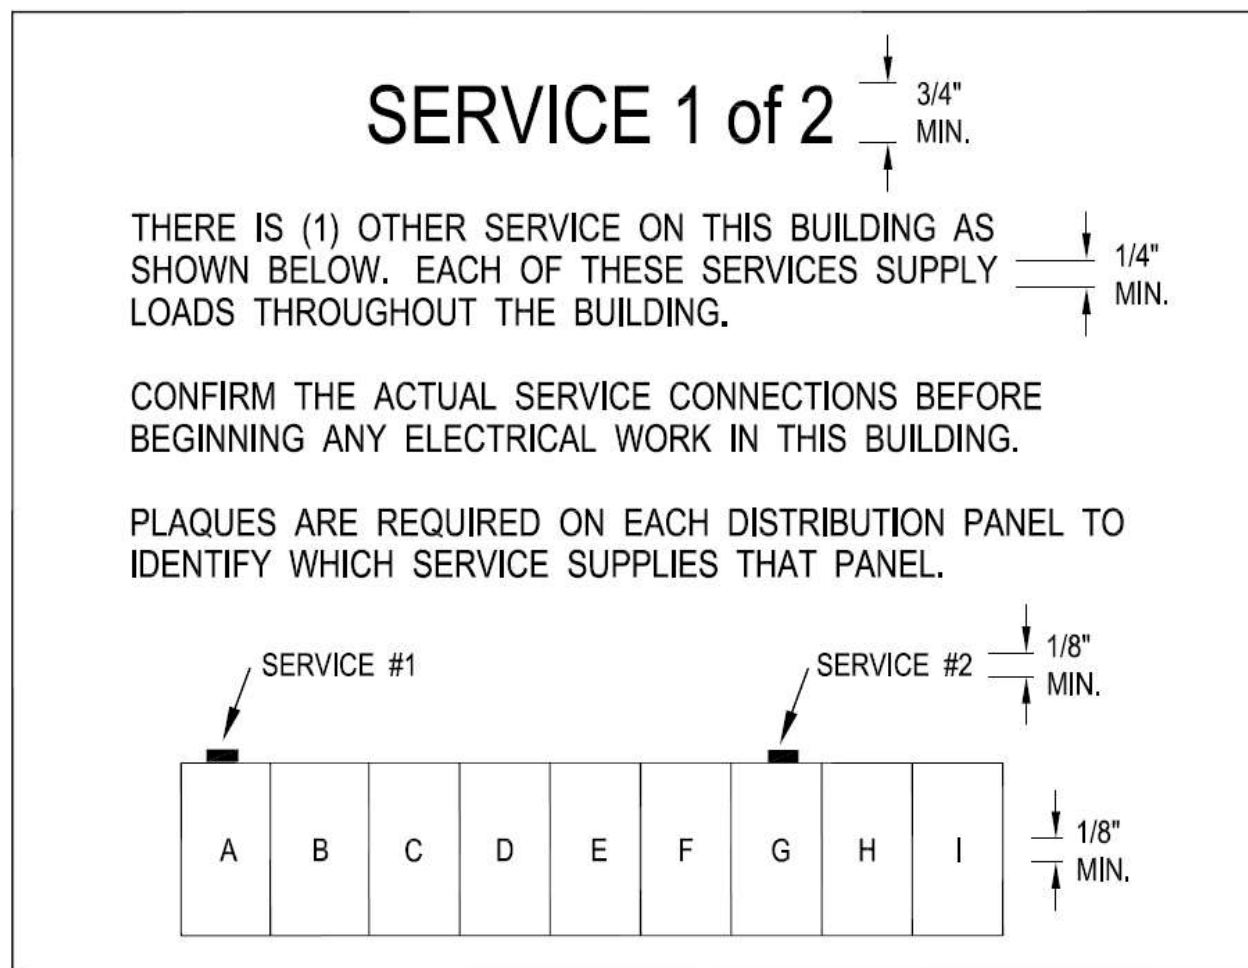 SERVICE 1 of 2
3/4"
MIN.
THERE IS (1) OTHER SERVICE ON THIS BUILDING AS
SHOWN BELOW. EACH OF THESE SERVICES SUPPLY
LOADS THROUGHOUT THE BUILDING.
1/4"
MIN.
CONFIRM THE ACTUAL SERVICE CONNECTIONS BEFORE
BEGINNING ANY ELECTRICAL WORK IN THIS BUILDING.
PLAQUES ARE REQUIRED ON EACH DISTRIBUTION PANEL TO
IDENTIFY WHICH SERVICE SUPPLIES THAT PANEL.
SERVICE #1
SERVICE #2
1/8"
MIN.
A B C D E F G H I
1/8"
MIN.